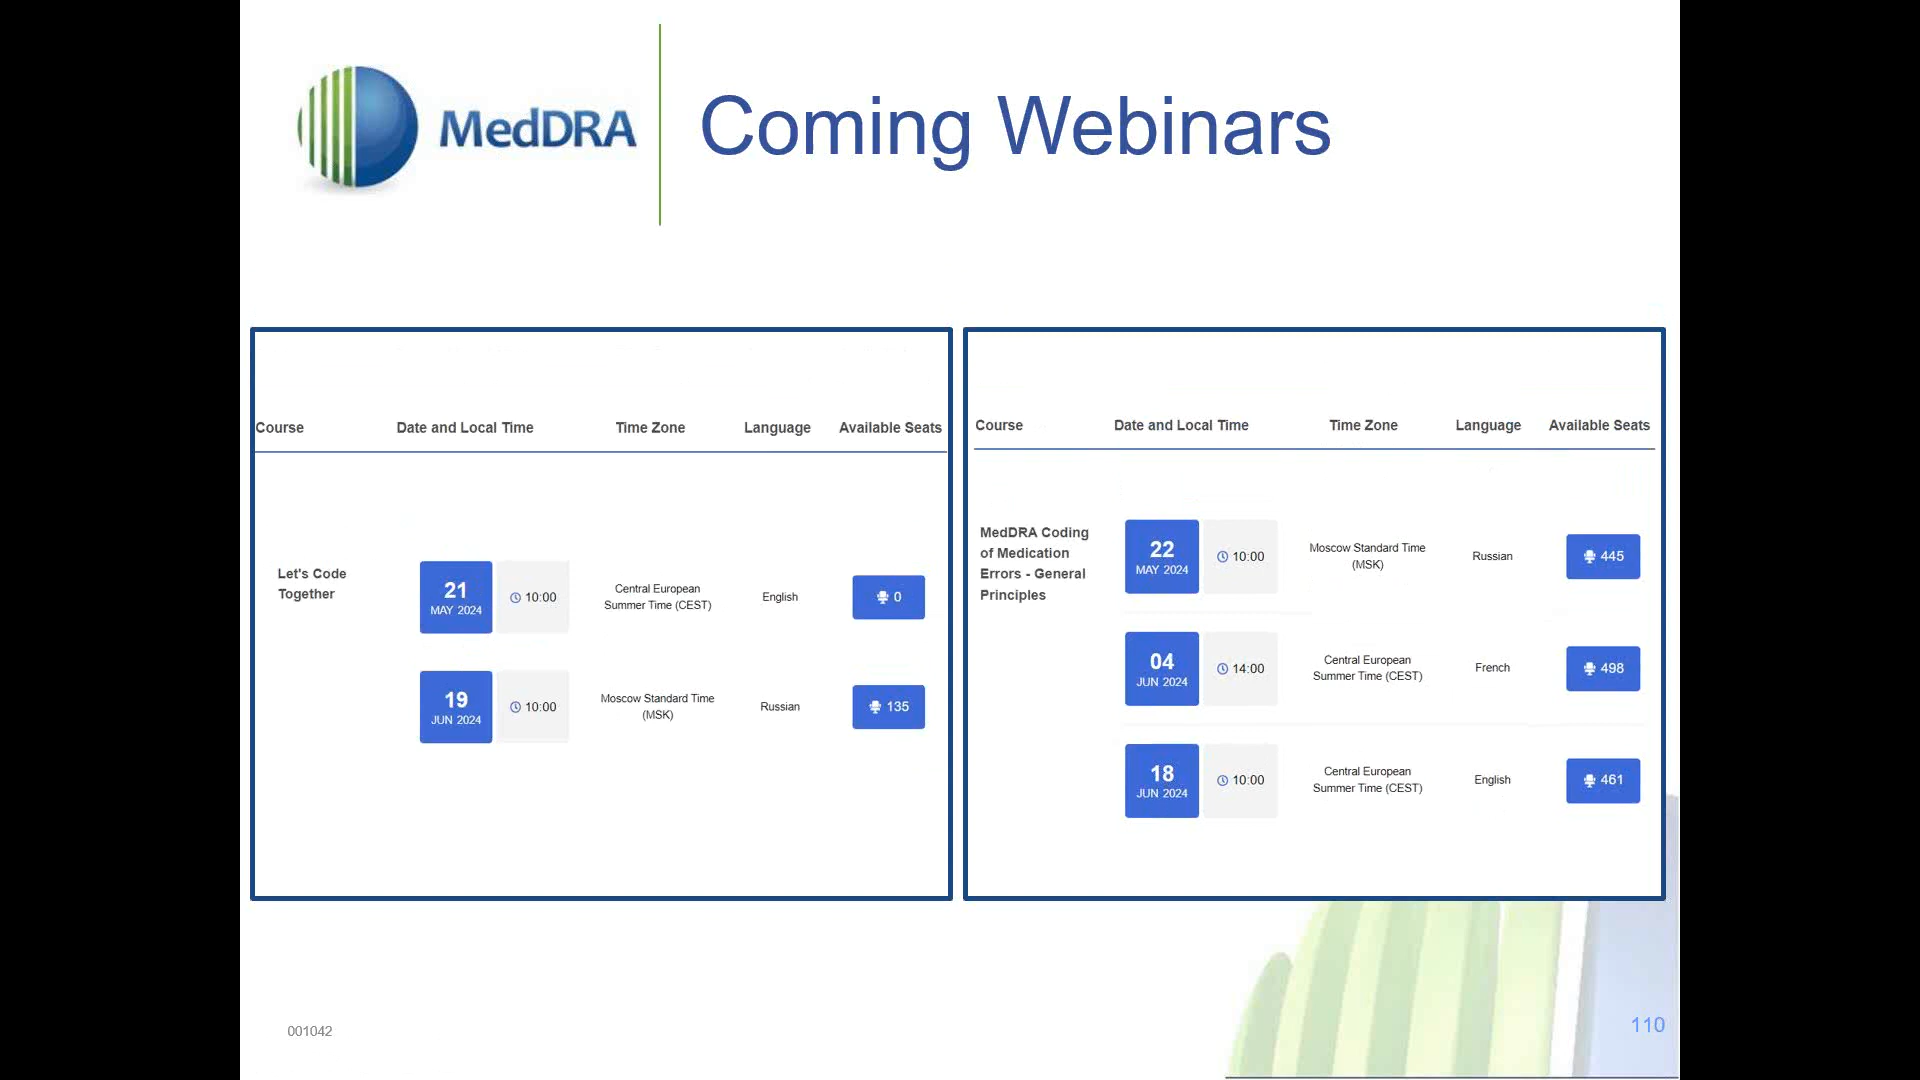 MedDRA
Coming Webinars
Course Date and Local Time Time Zone Language Available Seats
Let's Code
Together
21
MAY 2024
10:00
Central European
Summer Time (CEST)
English
0
19
JUN 2024
10:00
Moscow Standard Time
(MSK)
Russian
135
Course Date and Local Time Time Zone Language Available Seats
MedDRA Coding
of Medication
Errors - General
Principles
22
MAY 2024
10:00
Moscow Standard Time
(MSK)
Russian
445
04
JUN 2024
14:00
Central European
Summer Time (CEST)
French
498
18
JUN 2024
10:00
Central European
Summer Time (CEST)
English
461
001042
110